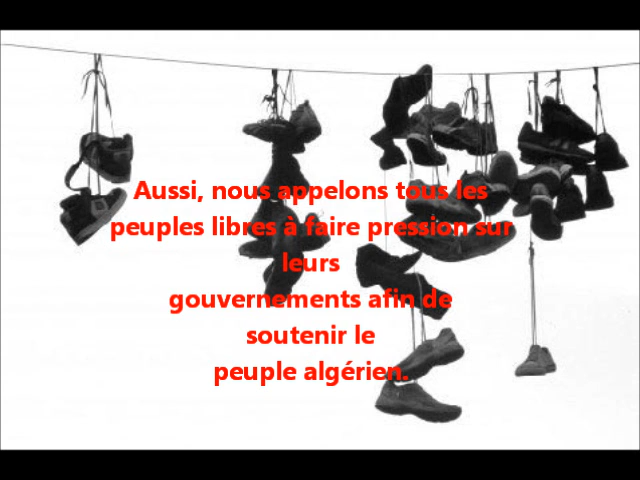 Aussi, nous appelons tous les
peuples libres à faire pression sur
leurs
gouvernements afin de
soutenir le
peuple algérien.